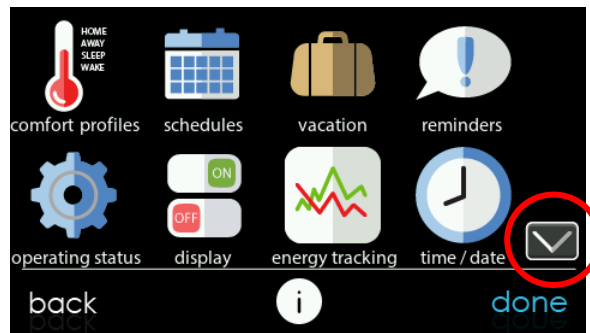 HOME
AWAY
SLEEP
WAKE
comfort profiles schedules vacation reminders
ON
OFF
operating status display energy tracking time / date
back i done